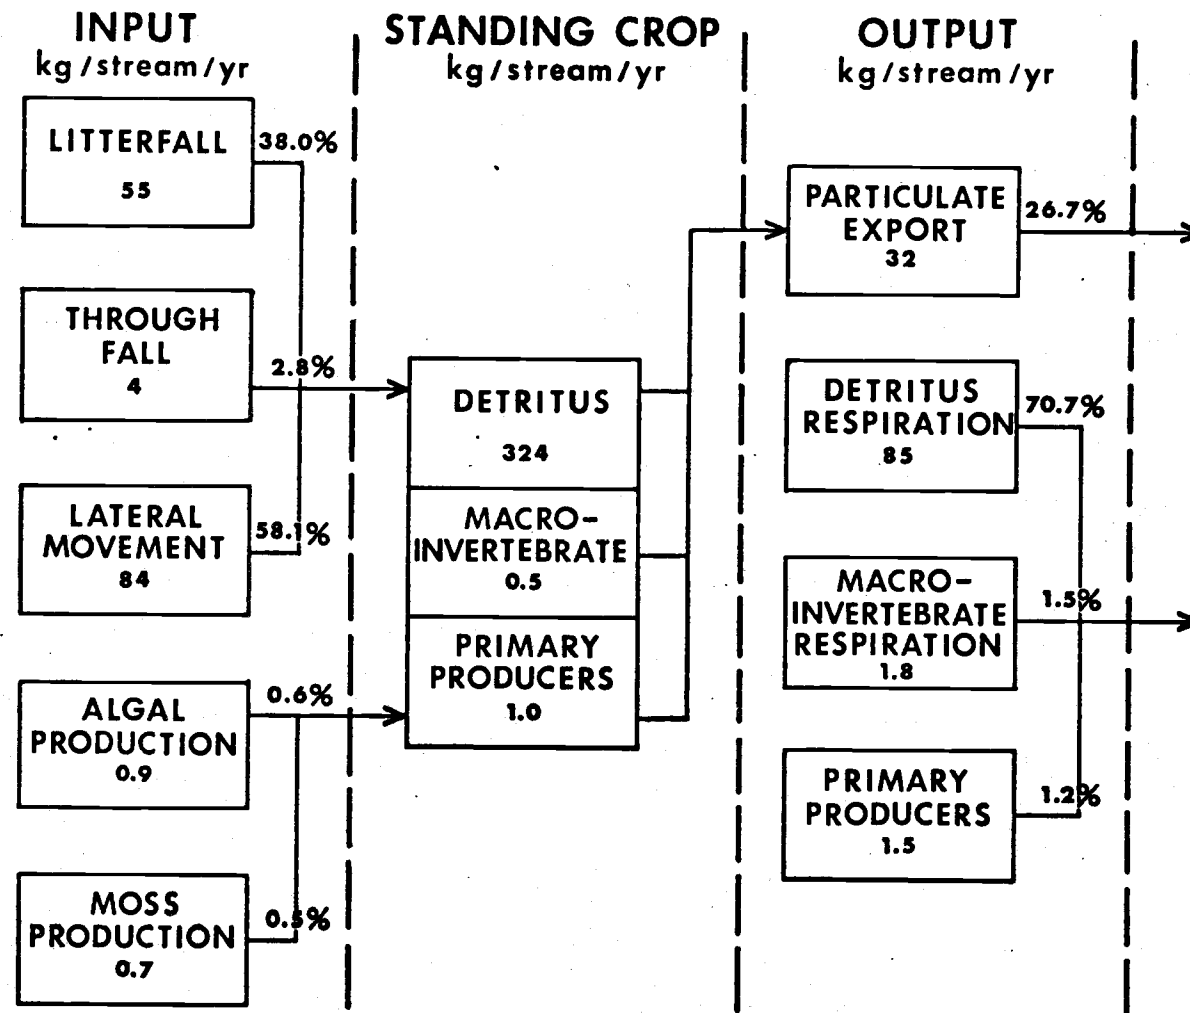 INPUT
kg/stream/yr
LITTERFALL
55
38.0%
THROUGH
FALL
4
2.8%
LATERAL
MOVEMENT
84
58.1%
ALGAL
PRODUCTION
0.9
0.6%
MOSS
PRODUCTION
0.7
0.5%
STANDING CROP
kg/stream/yr
DETRITUS
324
MACRO-
INVERTEBRATE
0.5
PRIMARY
PRODUCERS
1.0
OUTPUT
kg/stream/yr
PARTICULATE
EXPORT
32
26.7%
DETRITUS
RESPIRATION
85
70.7%
MACRO-
INVERTEBRATE
RESPIRATION
1.8
1.5%
PRIMARY
PRODUCERS
1.5
1.2%